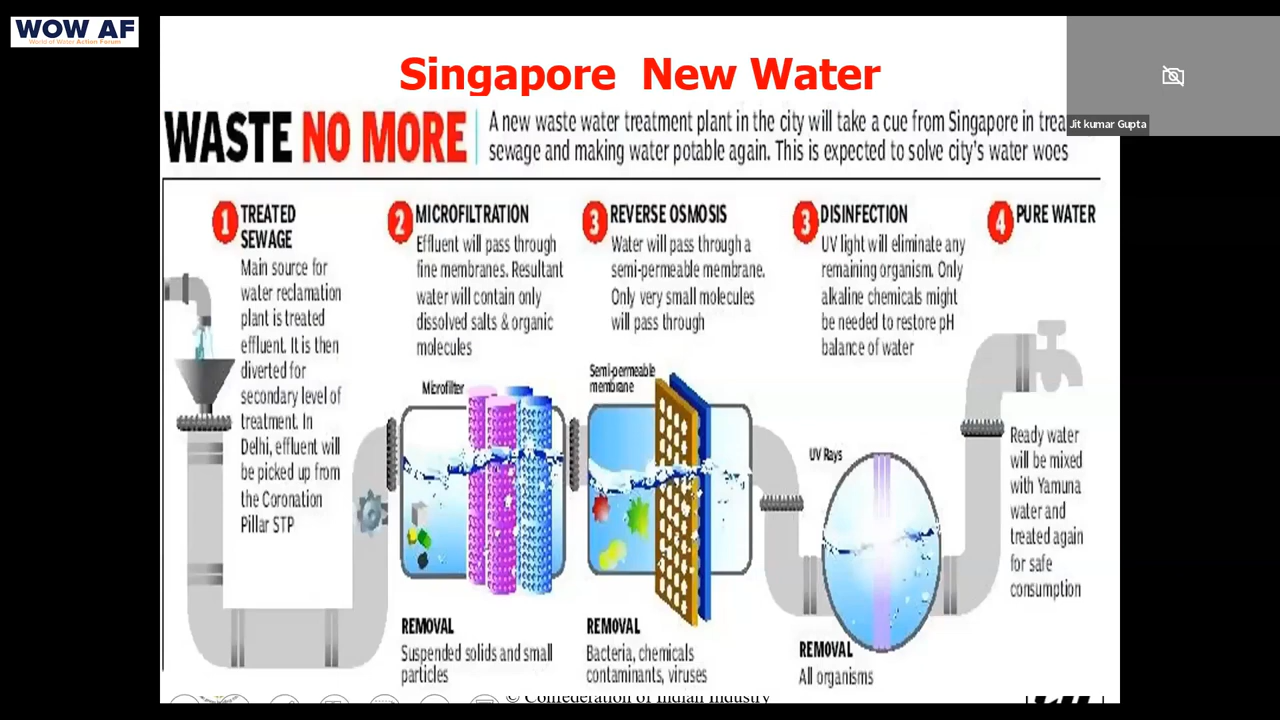 WOW AF
World of Water Action Forum
Singapore New Water
Jit kumar Gupta
WASTE NO MORE
A new waste water treatment plant in the city will take a cue from Singapore in trea
sewage and making water potable again. This is expected to solve city's water woes
1 TREATED
SEWAGE
Main source for
water reclamation
plant is treated
effluent. It is then
diverted for
secondary level of
treatment. In
Delhi, effluent will
be picked up from
the Coronation
Pillar STP
2 MICROFILTRATION
Effluent will pass through
fine membranes. Resultant
water will contain only
dissolved salts & organic
molecules
Microfilter
REMOVAL
Suspended solids and small
particles
3 REVERSE OSMOSIS
Water will pass through a
semi-permeable membrane.
Only very small molecules
will pass through
Semi-permeable
membrane
REMOVAL
Bacteria, chemicals
contaminants, viruses
3 DISINFECTION
UV light will eliminate any
remaining organism. Only
alkaline chemicals might
be needed to restore pH
balance of water
UV Rays
REMOVAL
All organisms
4 PURE WATER
Ready water
will be mixed
with Yamuna
water and
treated again
for safe
consumption
© Confederation of Indian Industry